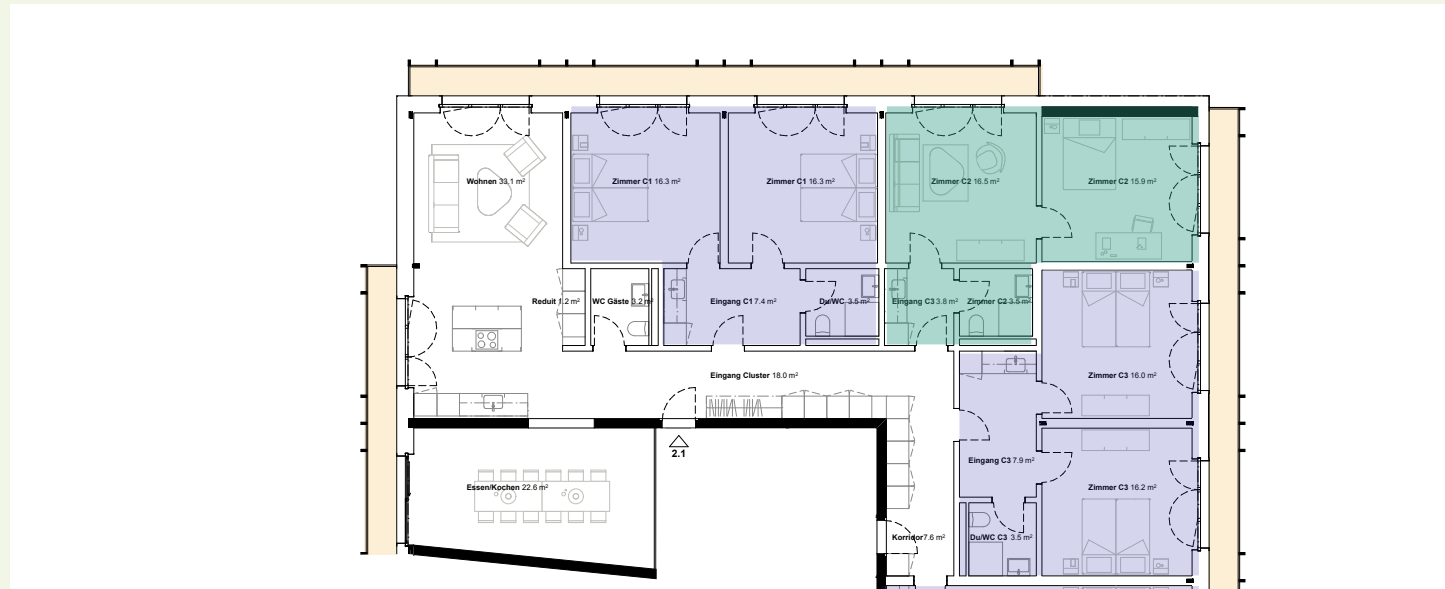 Wohnen 33.1 m²
Zimmer C1 16.3 m²
Zimmer C1 16.3 m²
Zimmer C2 16.5 m²
Zimmer C2 15.9 m²
Reduit 1.2 m²
WC Gäste 3.2 m²
Eingang C1 7.4 m²
Du/WC 3.5 m²
Eingang C3 3.8 m²
Zimmer C2 3.5 m²
Eingang Cluster 18.0 m²
Zimmer C3 16.0 m²
2.1
Eingang C3 7.9 m²
Essen/Kochen 22.6 m²
Zimmer C3 16.2 m²
Korridor 7.6 m²
Du/WC C3 3.5 m²